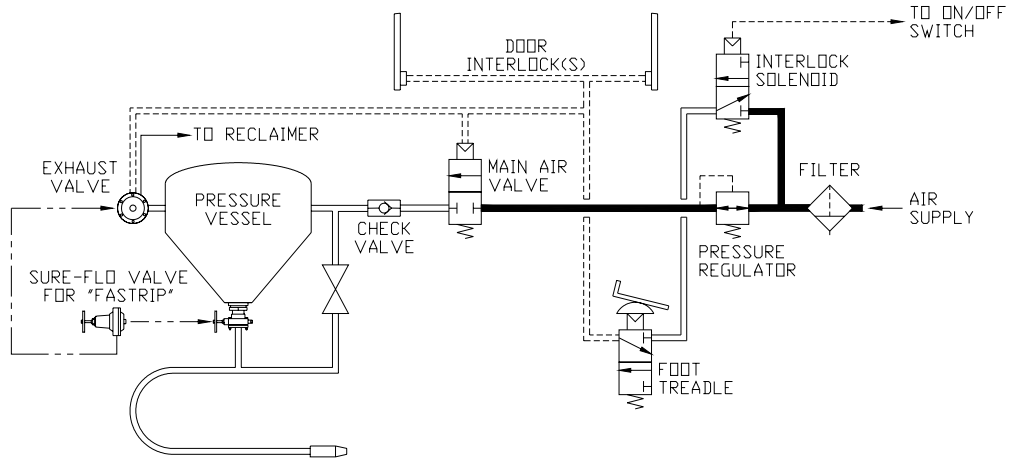 TO ON/OFF
SWITCH
DOOR
INTERLOCK(S)
INTERLOCK
SOLENOID
TO RECLAIMER
EXHAUST
VALVE
MAIN AIR
VALVE
FILTER
PRESSURE
VESSEL
AIR
SUPPLY
CHECK
VALVE
PRESSURE
REGULATOR
SURE-FLO VALVE
FOR "FASTRIP"
FOOT
TREADLE